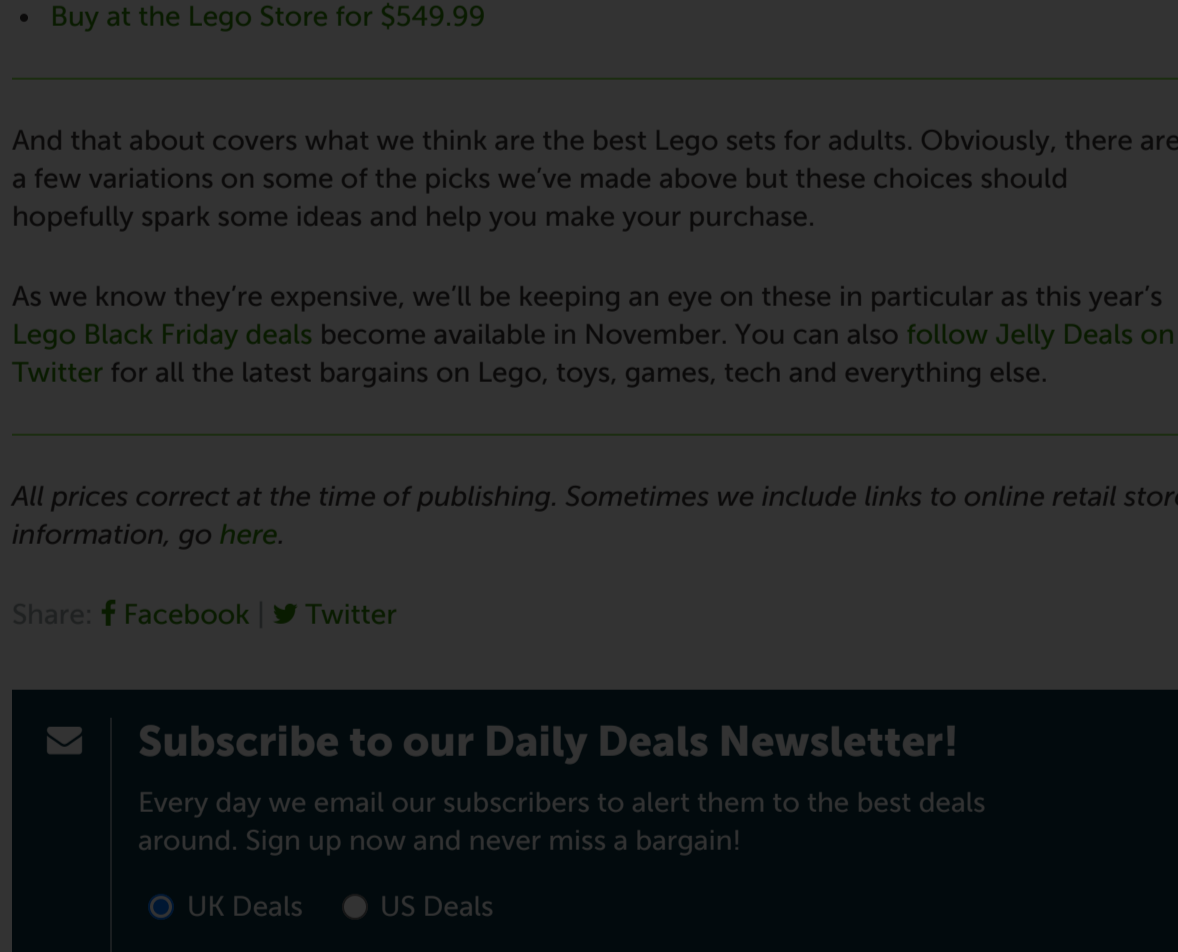 • Buy at the Lego Store for $549.99
And that about covers what we think are the best Lego sets for adults. Obviously, there are
a few variations on some of the picks we've made above but these choices should
hopefully spark some ideas and help you make your purchase.
As we know they're expensive, we'll be keeping an eye on these in particular as this year's
Lego Black Friday deals become available in November. You can also follow Jelly Deals on
Twitter for all the latest bargains on Lego, toys, games, tech and everything else.
All prices correct at the time of publishing. Sometimes we include links to online retail
information, go here.
Share: Facebook | Twitter
Subscribe to our Daily Deals Newsletter!
Every day we email our subscribers to alert them to the best deals
around. Sign up now and never miss a bargain!
UK Deals US Deals